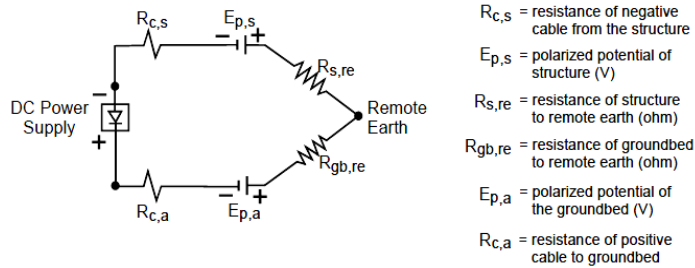 Rc,s
Ep,s
− +
Rs,re
−
DC Power
Supply
+
Remote
Earth
Rgb,re
− +
Rc,a
Ep,a
Rc,s = resistance of negative
cable from the structure
Ep,s = polarized potential of
structure (V)
Rs,re = resistance of structure
to remote earth (ohm)
Rgb,re = resistance of groundbed
to remote earth (ohm)
Ep,a = polarized potential of
the groundbed (V)
Rc,a = resistance of positive
cable to groundbed